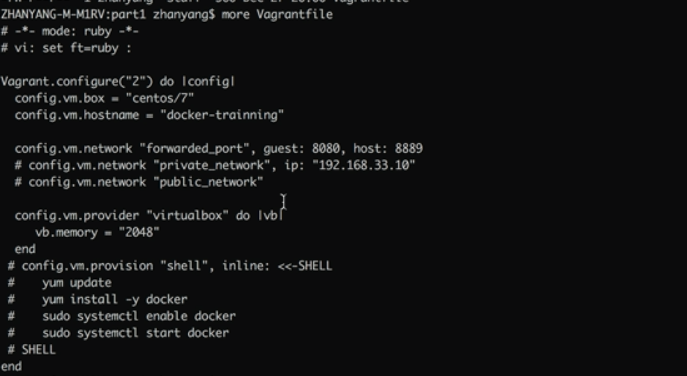 ZHANYANG-M-M1RV:part1 zhanyang$ more Vagrantfile
# -*- mode: ruby -*-
# vi: set ft=ruby :
Vagrant.configure("2") do |config|
config.vm.box = "centos/7"
config.vm.hostname = "docker-trainning"
config.vm.network "forwarded_port", guest: 8080, host: 8889
# config.vm.network "private_network", ip: "192.168.33.10"
# config.vm.network "public_network"
config.vm.provider "virtualbox" do |vb|
vb.memory = "2048"
end
# config.vm.provision "shell", inline: <<-SHELL
# yum update
# yum install -y docker
# sudo systemctl enable docker
# sudo systemctl start docker
# SHELL
end